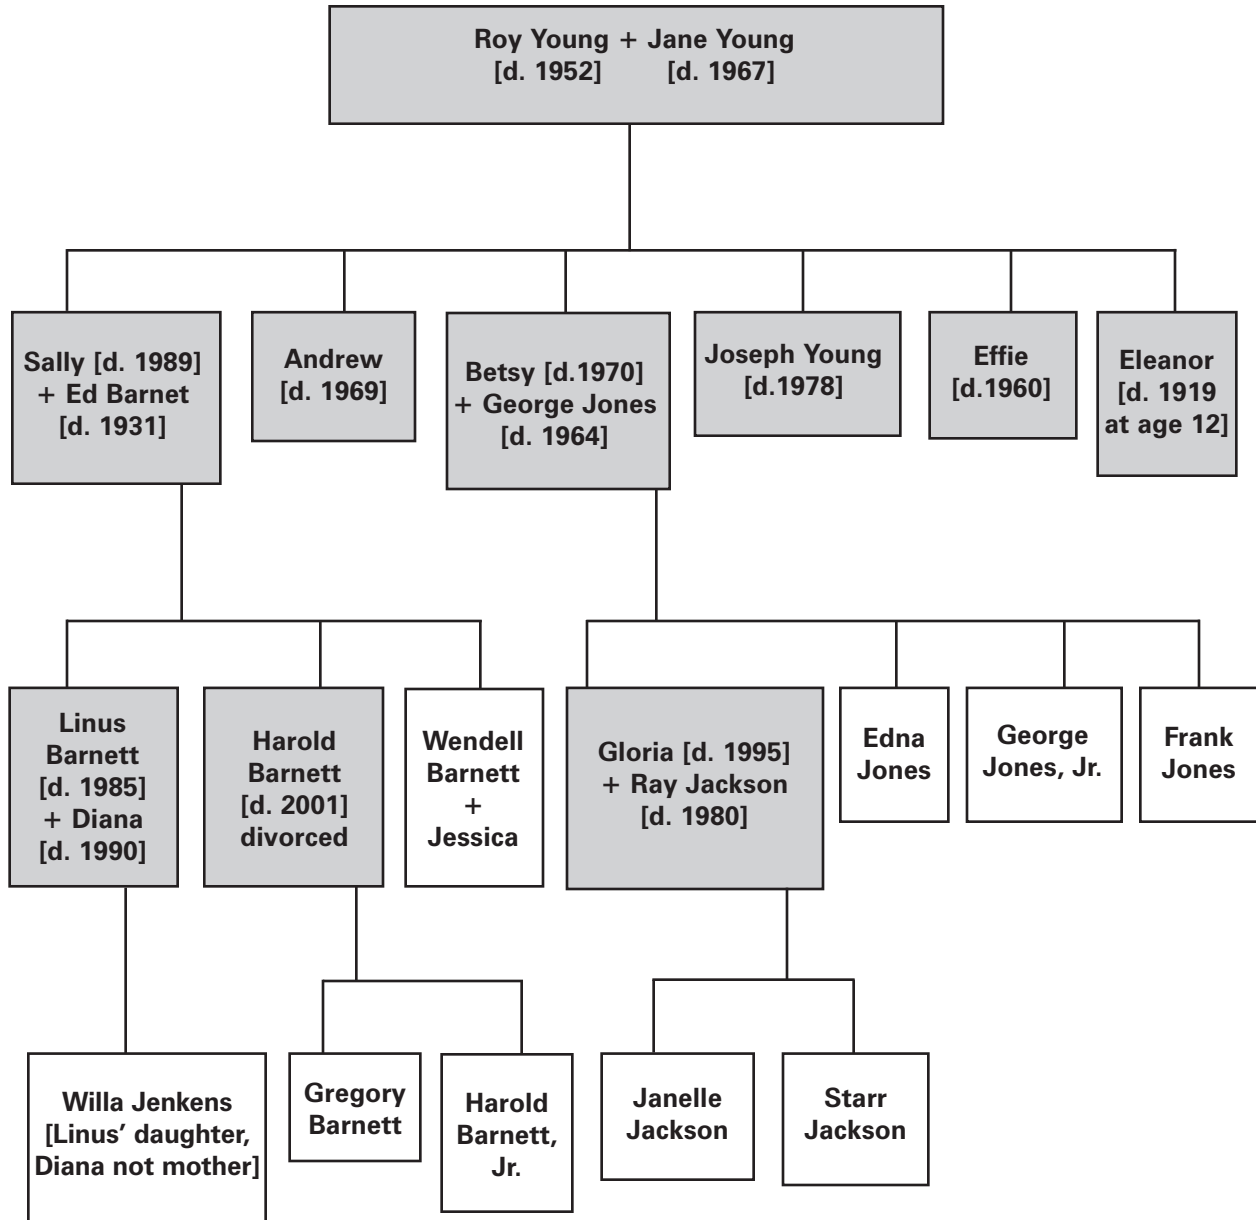 Roy Young + Jane Young
[d. 1952] [d. 1967]
Sally [d. 1989]
+ Ed Barnet
[d. 1931]
Andrew
[d. 1969]
Betsy [d.1970]
+ George Jones
[d. 1964]
Joseph Young
[d.1978]
Effie
[d.1960]
Eleanor
[d. 1919
at age 12]
Linus
Barnett
[d. 1985]
+ Diana
[d. 1990]
Harold
Barnett
[d. 2001]
divorced
Wendell
Barnett
+
Jessica
Gloria [d. 1995]
+ Ray Jackson
[d. 1980]
Edna
Jones
George
Jones, Jr.
Frank
Jones
Willa Jenkens
[Linus’ daughter,
Diana not mother]
Gregory
Barnett
Harold
Barnett,
Jr.
Janelle
Jackson
Starr
Jackson